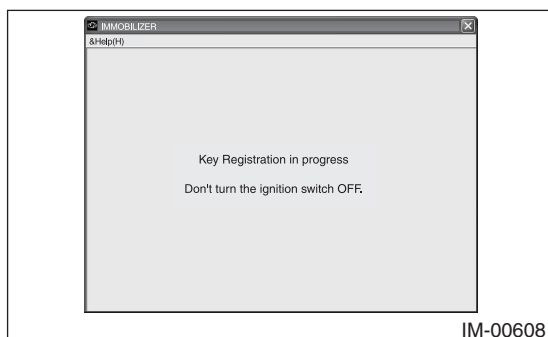 IMMOBILIZER
&Help(H)
Key Registration in progress
Don't turn the ignition switch OFF.
IM-00608